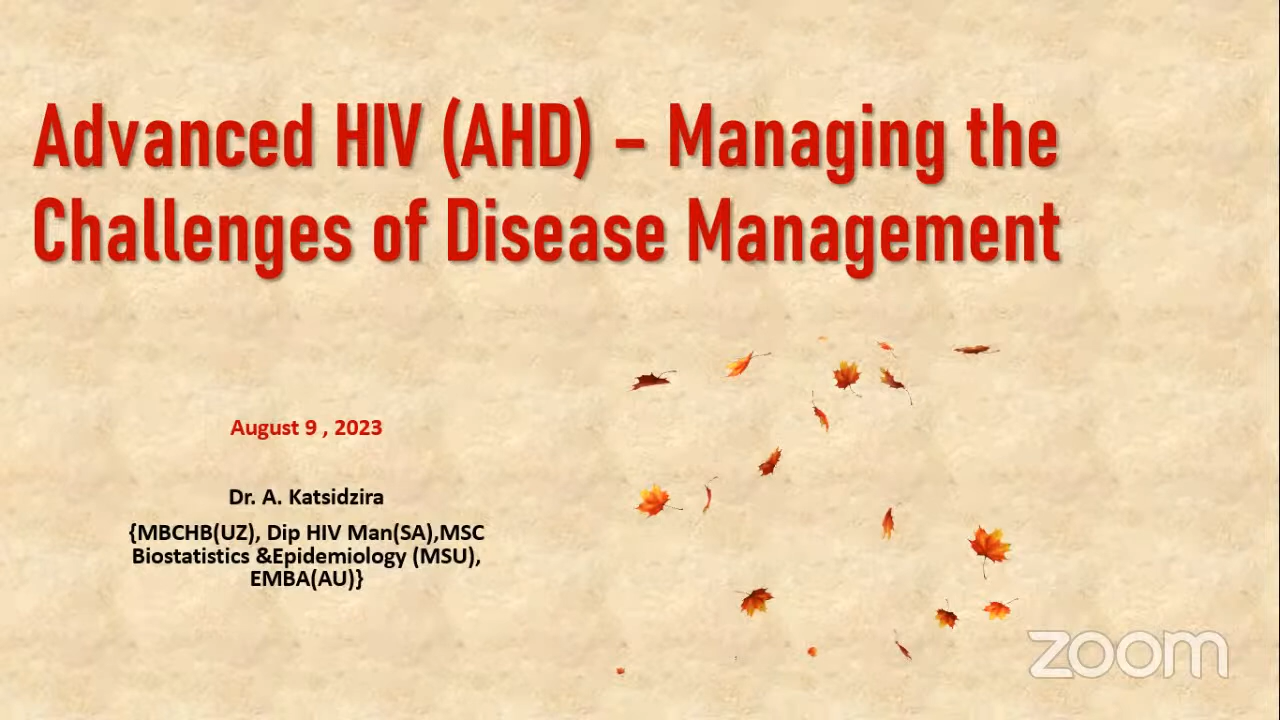 Advanced HIV (AHD) – Managing the
Challenges of Disease Management
August 9 , 2023
Dr. A. Katsidzira
{MBCHB(UZ), Dip HIV Man(SA),MSC
Biostatistics &Epidemiology (MSU),
EMBA(AU)}
zoom